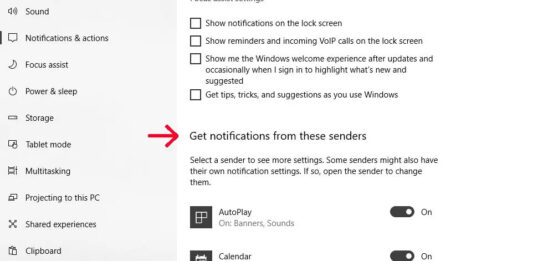 Focus assist settings
Sound
Show notifications on the lock screen
Notifications & actions
Show reminders and incoming VoIP calls on the lock screen
Show me the Windows welcome experience after updates and
occasionally when I sign in to highlight what's new and
suggested
Focus assist
Power & sleep
Get tips, tricks, and suggestions as you use Windows
Storage
Get notifications from these senders
Tablet mode
Select a sender to see more settings. Some senders might also have
their own notification settings. If so, open the sender to change
them.
Multitasking
Projecting to this PC
AutoPlay
On: Banners, Sounds
On
Shared experiences
Clipboard
Calendar
On